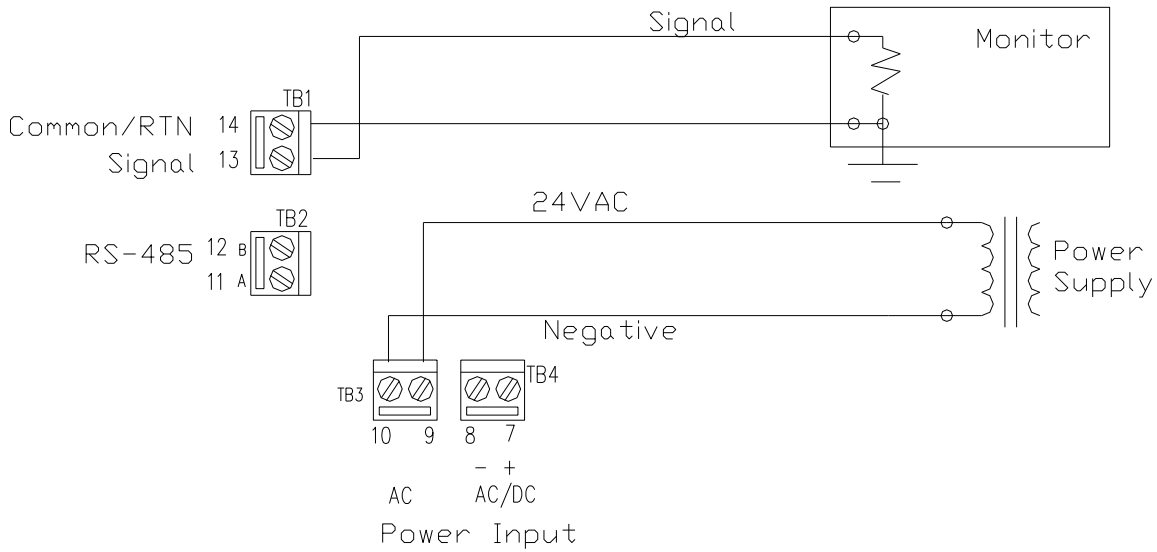 Signal
Monitor
TB1
Common/RTN 14
Signal 13
24VAC
TB2
RS-485 12 B
11 A
Power
Supply
Negative
TB3
TB4
10 9 8 7
- +
AC AC/DC
Power Input